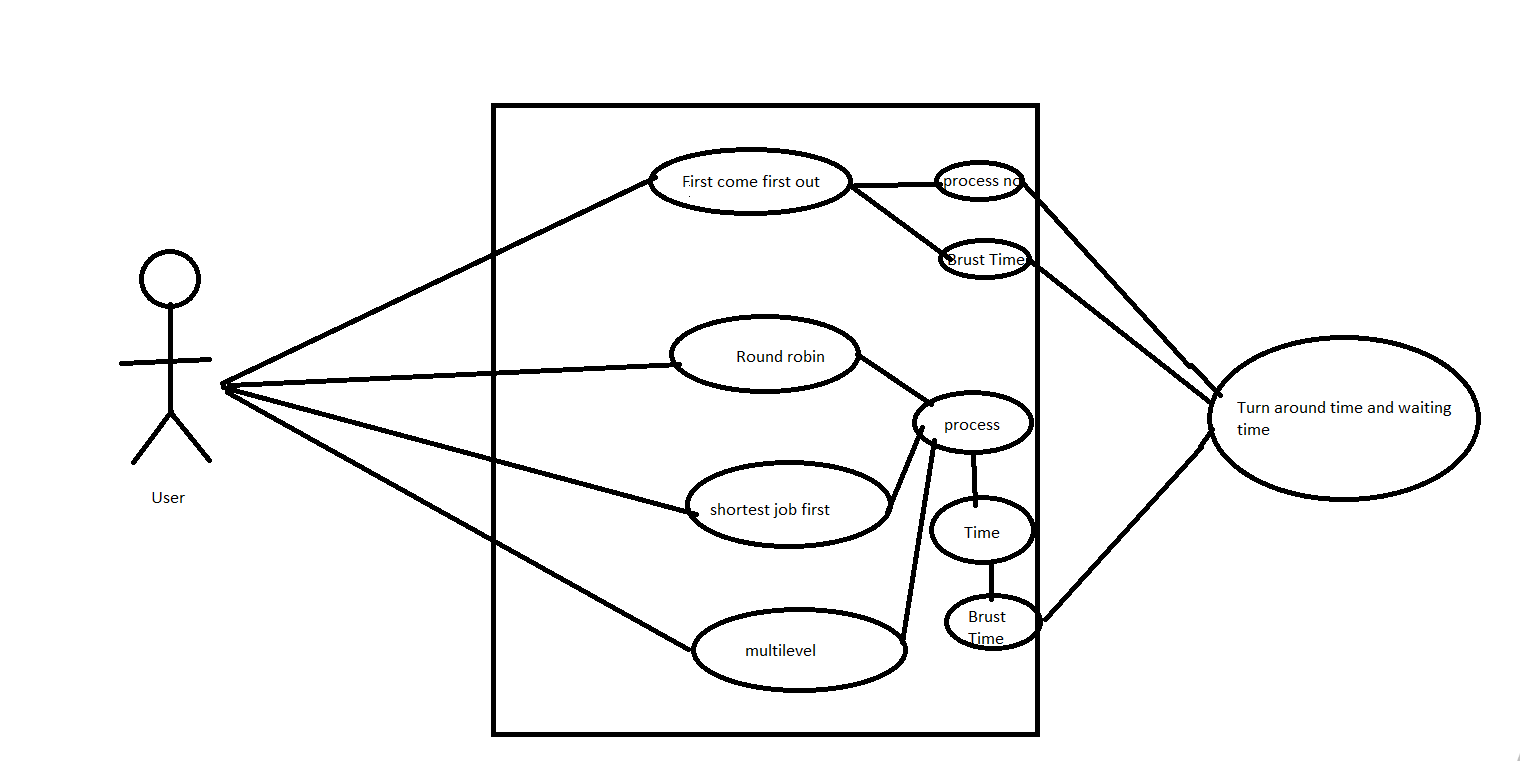 First come first out
process no
Brust Time
Round robin
process
Turn around time and waiting
time
User
shortest job first
Time
Brust
Time
multilevel